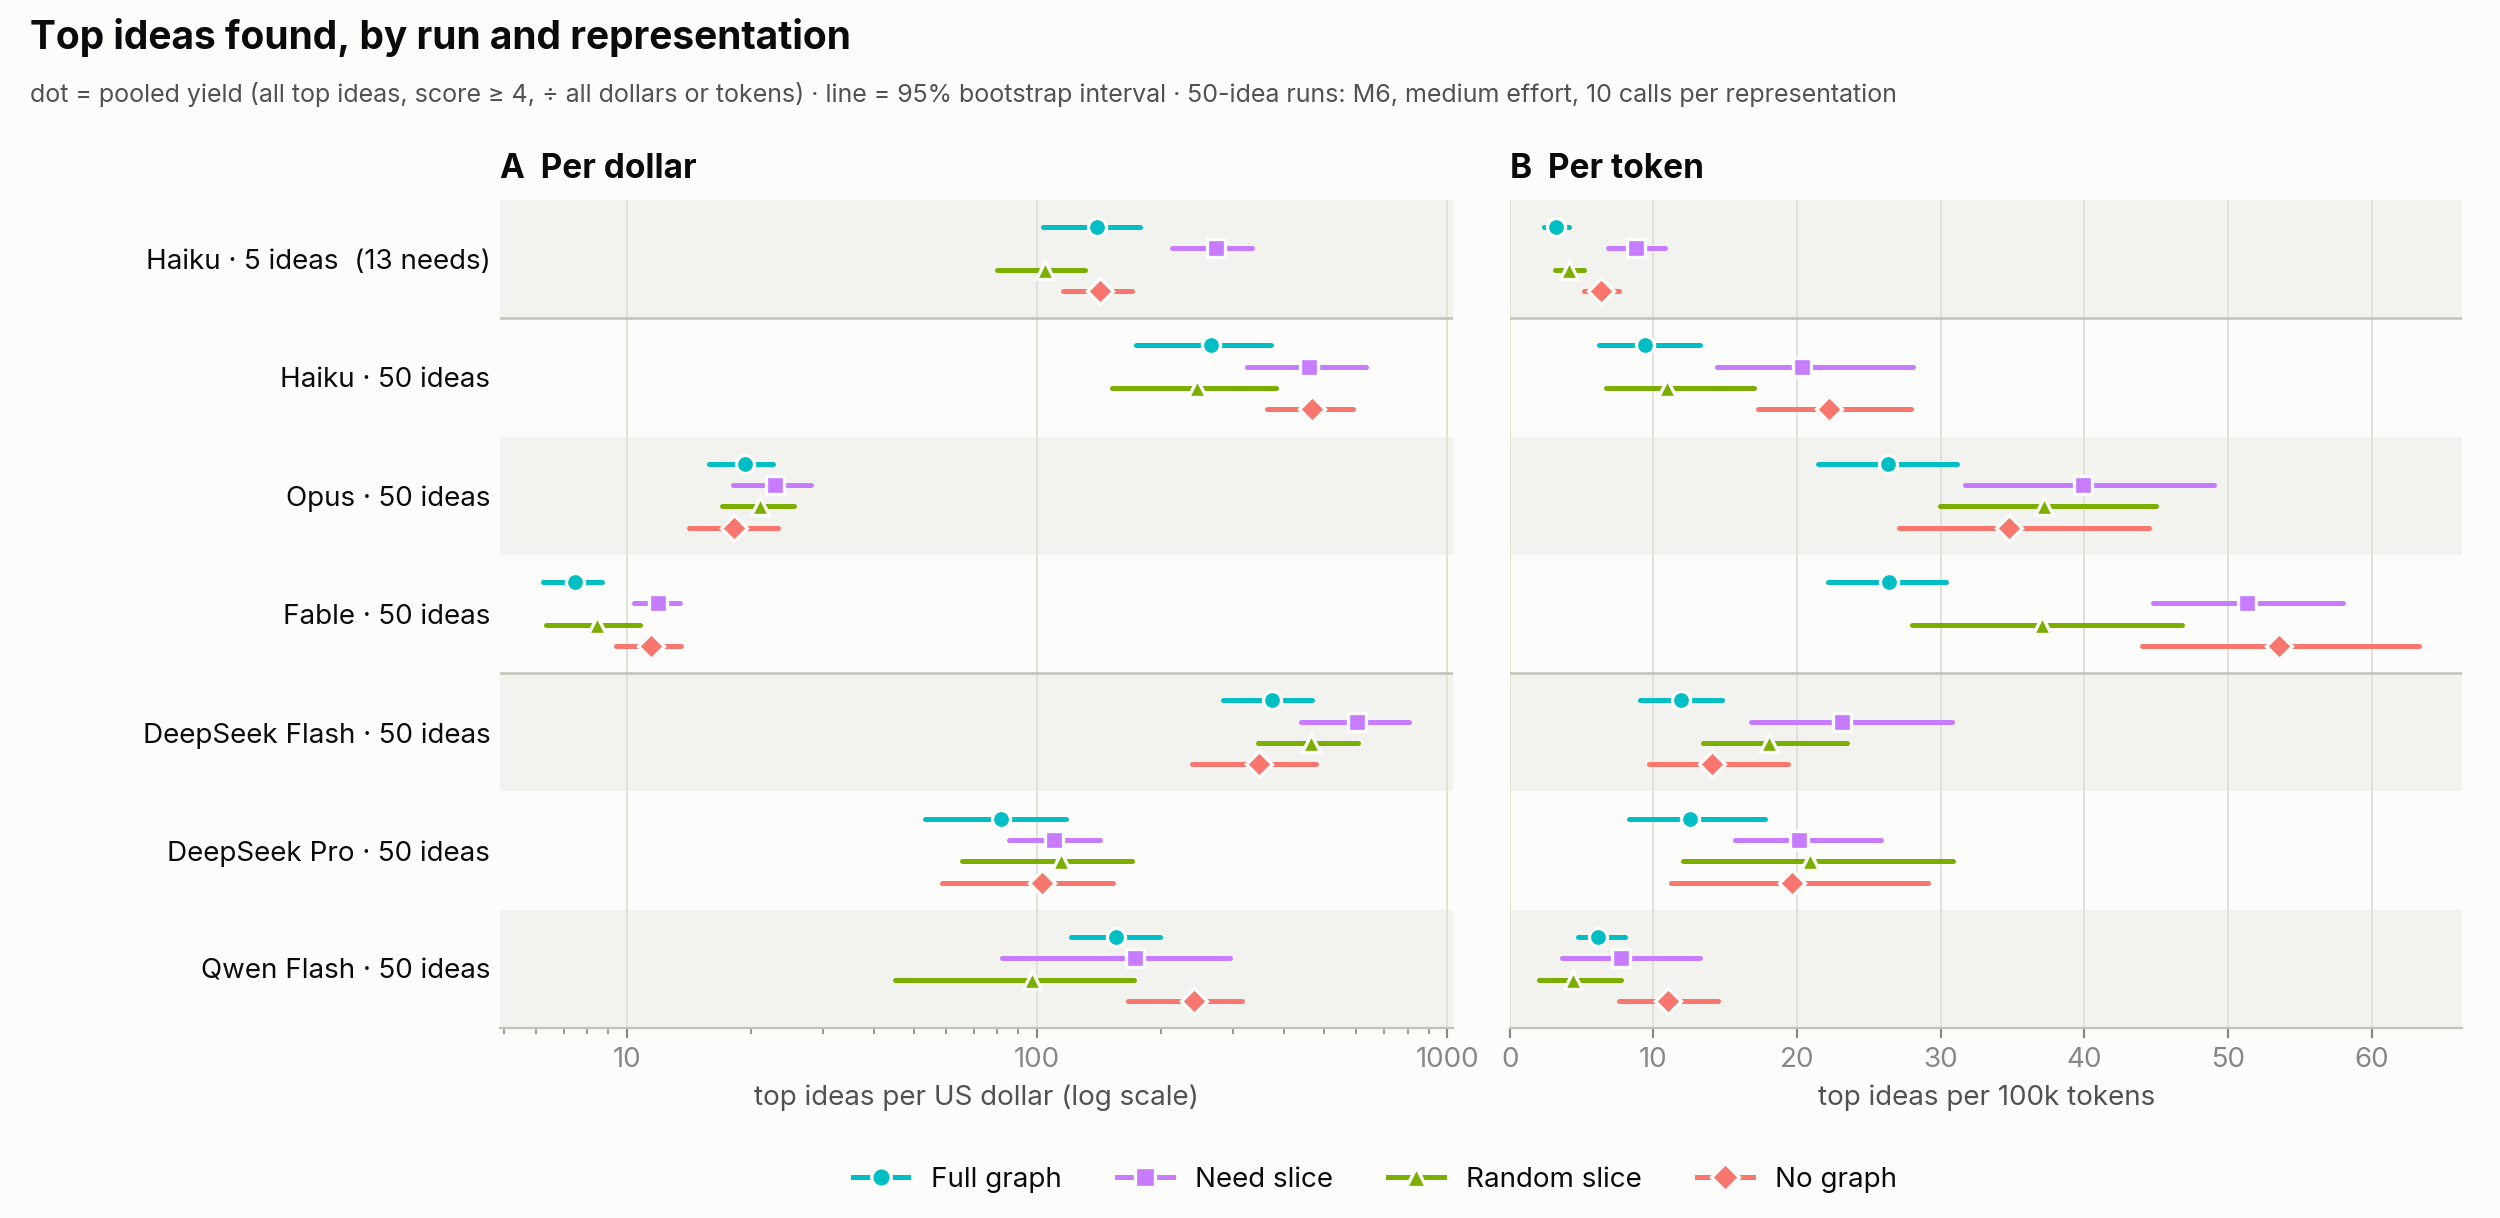 Top ideas found, by run and representation
dot = pooled yield (all top ideas, score ≥ 4, ÷ all dollars or tokens) · line = 95% bootstrap interval · 50-idea runs: M6, medium effort, 10 calls per representation
A Per dollar
B Per token
Haiku · 5 ideas (13 needs)
Haiku · 50 ideas
Opus · 50 ideas
Fable · 50 ideas
DeepSeek Flash · 50 ideas
DeepSeek Pro · 50 ideas
Qwen Flash · 50 ideas
10 100 1000
0 10 20 30 40 50 60
top ideas per US dollar (log scale)
top ideas per 100k tokens
Full graph Need slice Random slice No graph